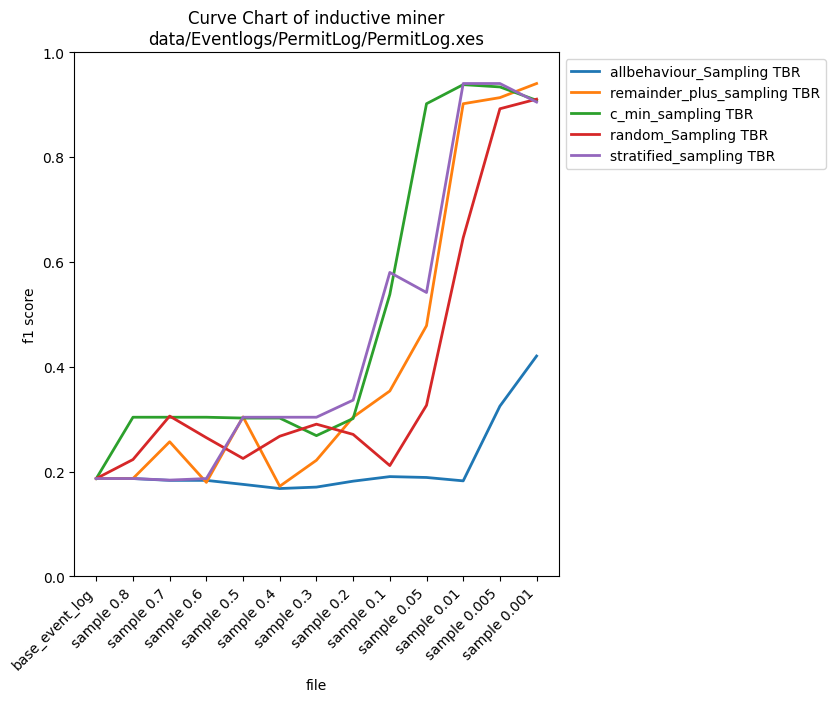 Curve Chart of inductive miner
data/Eventlogs/PermitLog/PermitLog.xes
1.0
0.8
0.6
0.4
0.2
0.0
f1 score
base_event_log
sample 0.8
sample 0.7
sample 0.6
sample 0.5
sample 0.4
sample 0.3
sample 0.2
sample 0.1
sample 0.05
sample 0.01
sample 0.005
sample 0.001
file
allbehaviour_Sampling TBR
remainder_plus_sampling TBR
c_min_sampling TBR
random_Sampling TBR
stratified_sampling TBR